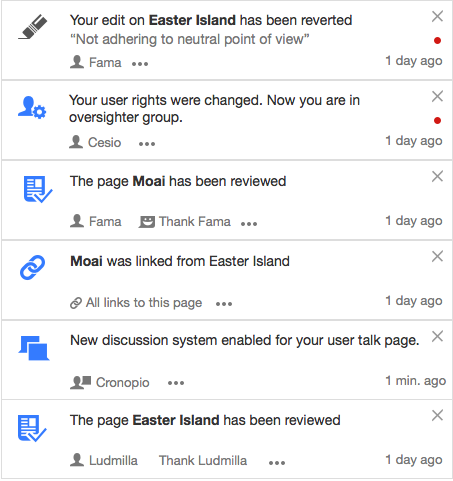 Your edit on Easter Island has been reverted
“Not adhering to neutral point of view”
Fama
1 day ago
Your user rights were changed. Now you are in
oversighter group.
Cesio
1 day ago
The page Moai has been reviewed
Fama Thank Fama
1 day ago
Moai was linked from Easter Island
All links to this page
1 day ago
New discussion system enabled for your user talk page.
Cronopio
1 min. ago
The page Easter Island has been reviewed
Ludmilla Thank Ludmilla
1 day ago